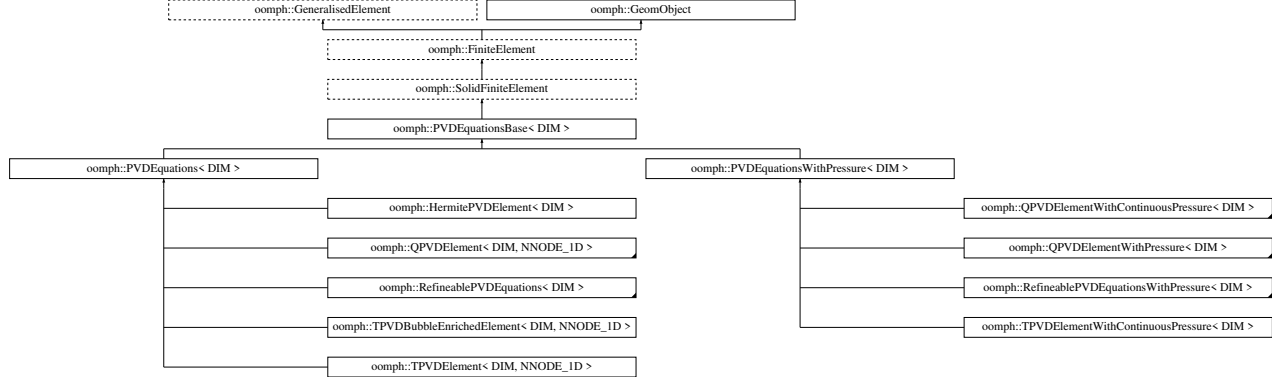 oomph::GeneralisedElement
oomph::GeomObject
oomph::FiniteElement
oomph::SolidFiniteElement
oomph::PVDEquationsBase< DIM >
oomph::PVDEquations< DIM >
oomph::PVDEquationsWithPressure< DIM >
oomph::HermitePVDElement< DIM >
oomph::QPVDElementWithContinuousPressure< DIM >
oomph::QPVDElement< DIM, NNODE_1D >
oomph::QPVDElementWithPressure< DIM >
oomph::RefineablePVDEquations< DIM >
oomph::RefineablePVDEquationsWithPressure< DIM >
oomph::TPVDBubbleEnrichedElement< DIM, NNODE_1D >
oomph::TPVDElementWithContinuousPressure< DIM >
oomph::TPVDElement< DIM, NNODE_1D >